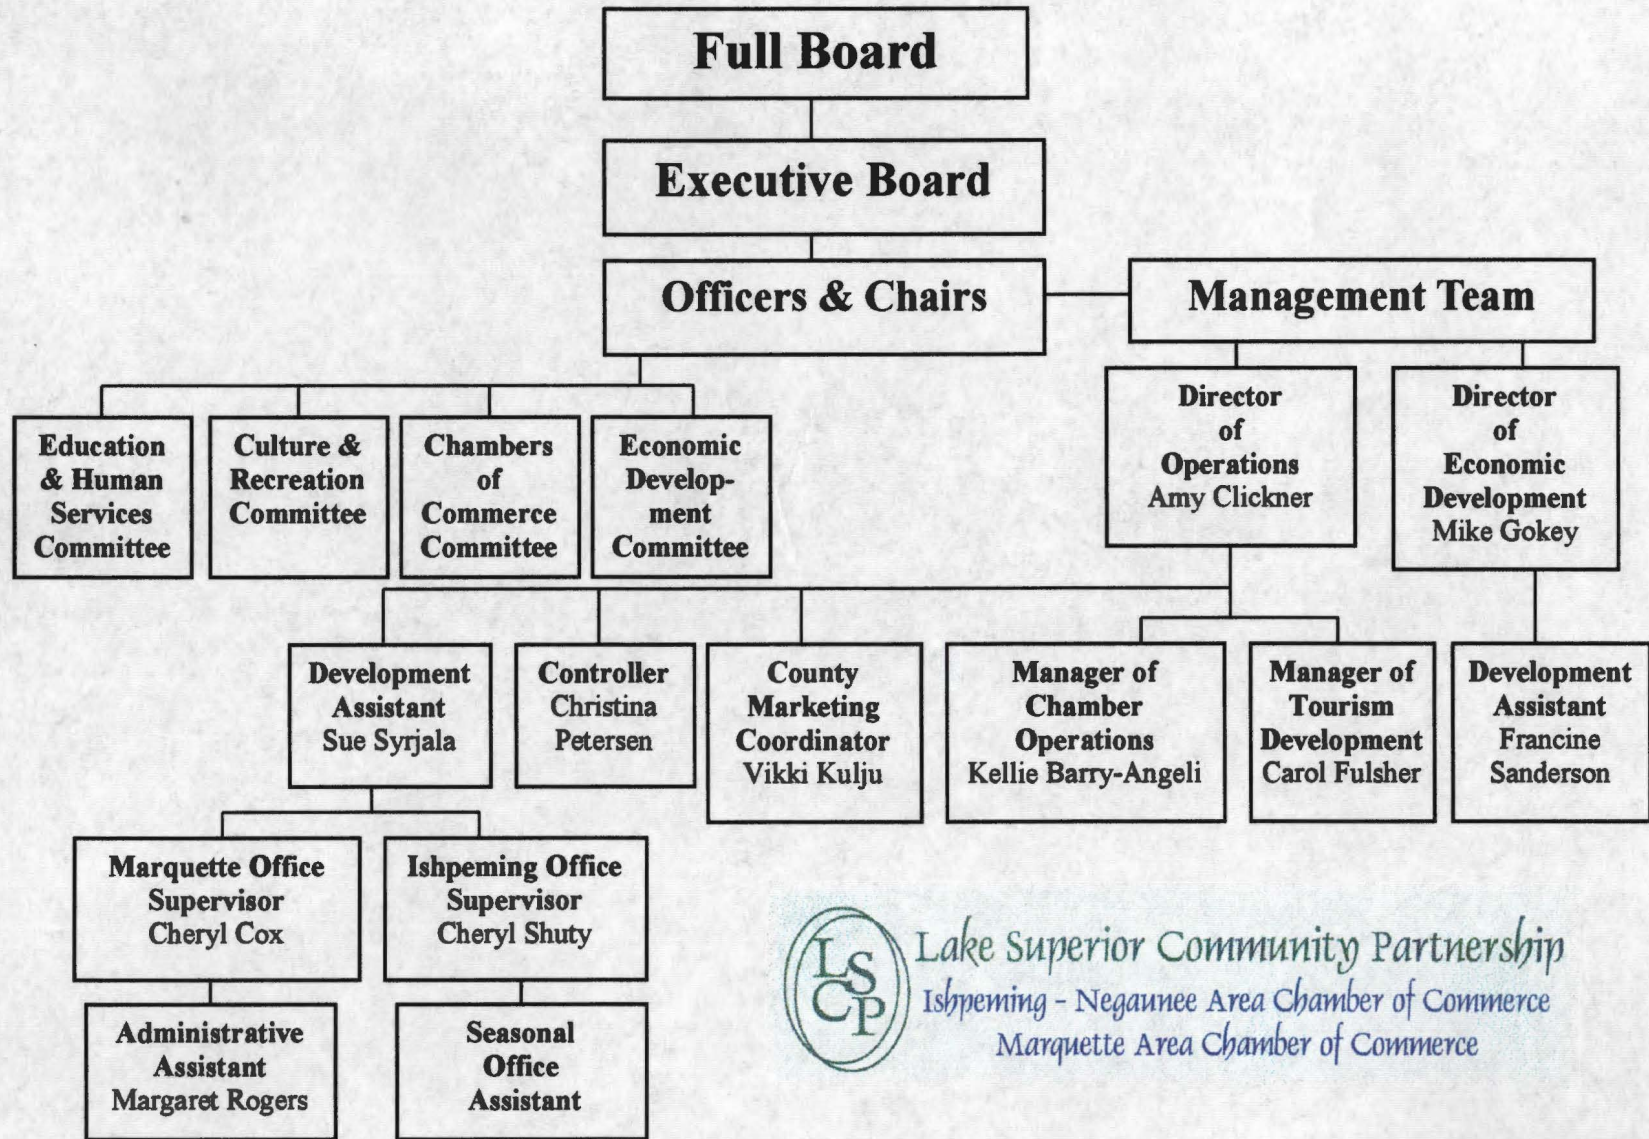 Full Board
Executive Board
Officers & Chairs
Management Team
Education
& Human
Services
Committee
Culture &
Recreation
Committee
Chambers
of
Commerce
Committee
Economic
Develop-
ment
Committee
Director
of
Operations
Amy Clickner
Director
of
Economic
Development
Mike Gokey
Development
Assistant
Sue Syrjala
Controller
Christina
Petersen
County
Marketing
Coordinator
Vikki Kulju
Manager of
Chamber
Operations
Kellie Barry-Angeli
Manager of
Tourism
Development
Carol Fulsher
Development
Assistant
Francine
Sanderson
Marquette Office
Supervisor
Cheryl Cox
Ishpeming Office
Supervisor
Cheryl Shuty
Administrative
Assistant
Margaret Rogers
Seasonal
Office
Assistant
LS
CP
Lake Superior Community Partnership
Ishpeming - Negaunee Area Chamber of Commerce
Marquette Area Chamber of Commerce